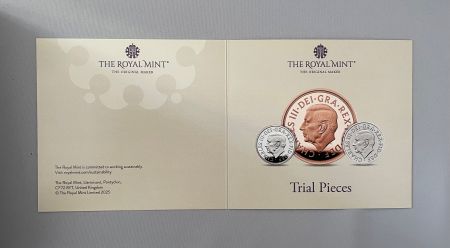 THE ROYAL MINT®
THE ORIGINAL MAKER
The Royal Mint is committed to working sustainably.
Visit royalmint.com/sustainability.
The Royal Mint, Llantrisant, Pontyclun,
CF72 8YT, United Kingdom
© The Royal Mint Limited 2025
THE ROYAL MINT®
THE ORIGINAL MAKER
III·DEI·GRA·REX
Trial Pieces